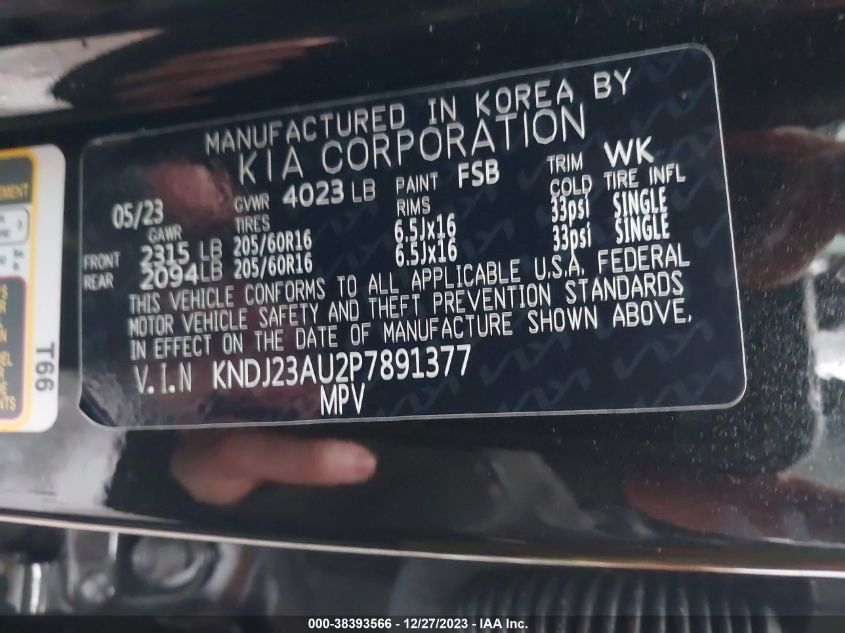 MANUFACTURED IN KOREA BY
KIA CORPORATION
05/23 GVWR 4023 LB PAINT FSB TRIM WK
GAWR TIRES RIMS COLD TIRE INFL
FRONT 2315 LB 205/60R16 6.5Jx16 33psi SINGLE
REAR 2094 LB 205/60R16 6.5Jx16 33psi SINGLE
THIS VEHICLE CONFORMS TO ALL APPLICABLE U.S.A. FEDERAL
MOTOR VEHICLE SAFETY AND THEFT PREVENTION STANDARDS
IN EFFECT ON THE DATE OF MANUFACTURE SHOWN ABOVE.
V.I.N KNDJ23AU2P7891377
MPV
T66
000-38393566 - 12/27/2023 - IAA, Inc.